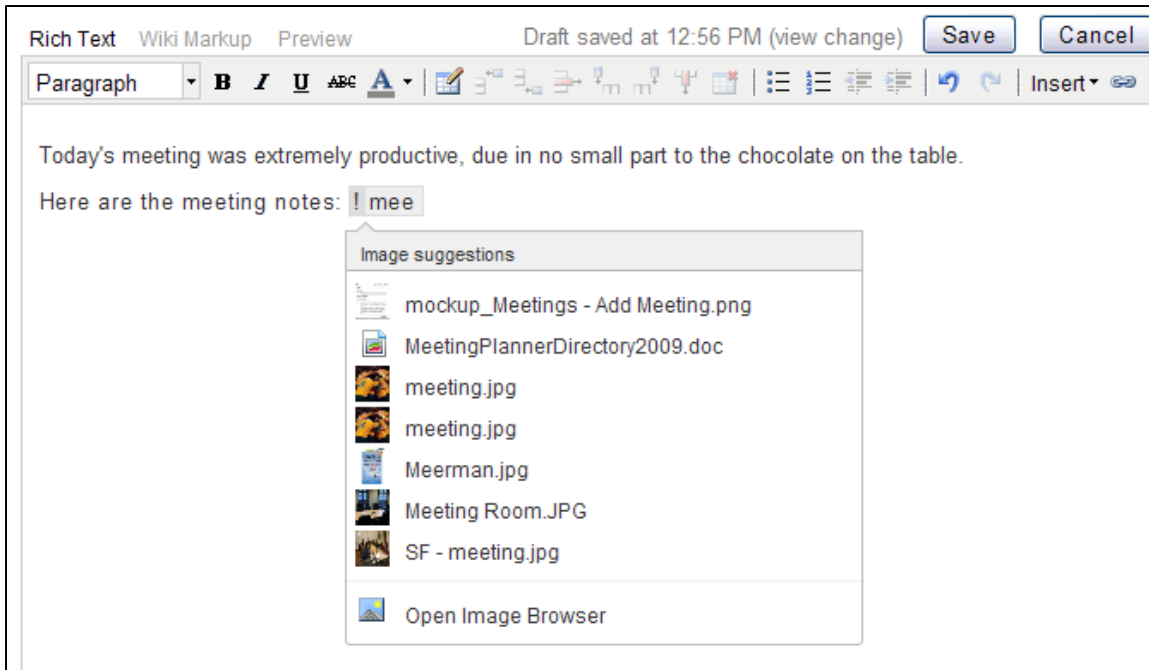 Rich Text Wiki Markup Preview Draft saved at 12:56 PM (view change) Save Cancel
Paragraph B I U ABC A Insert
Today's meeting was extremely productive, due in no small part to the chocolate on the table.
Here are the meeting notes: ! mee
Image suggestions
mockup_Meetings - Add Meeting.png
MeetingPlannerDirectory2009.doc
meeting.jpg
meeting.jpg
Meerman.jpg
Meeting Room.JPG
SF - meeting.jpg
Open Image Browser